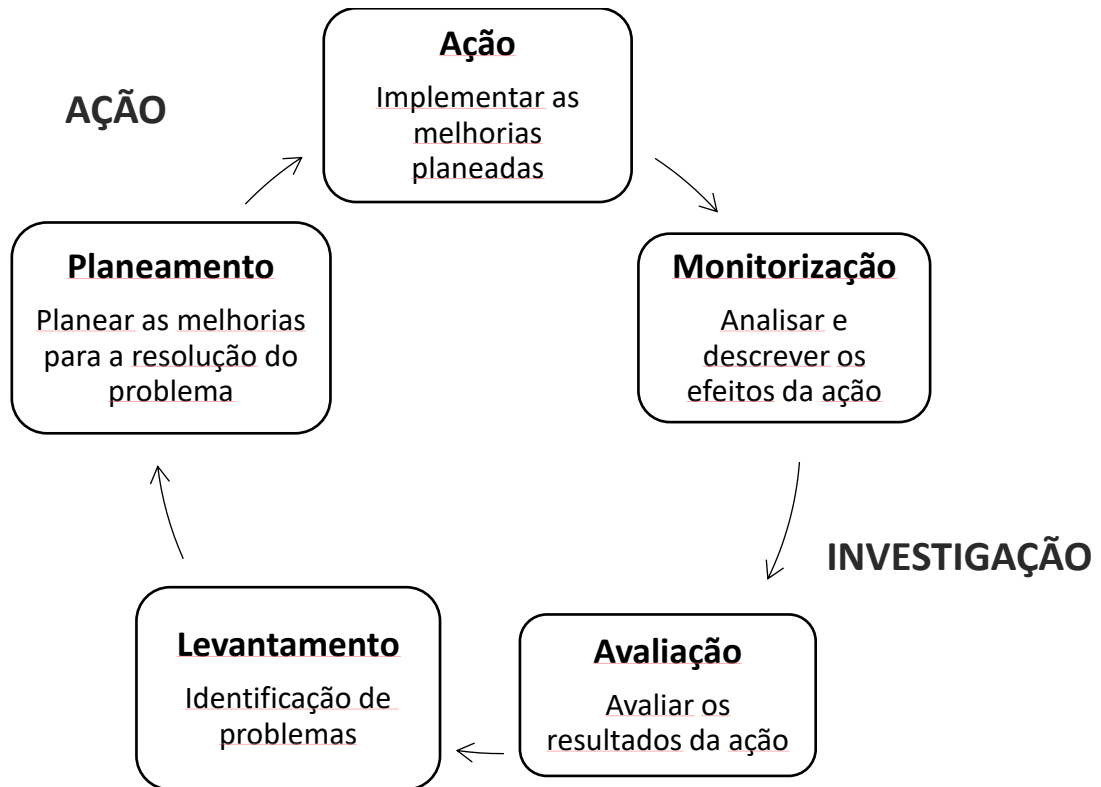 Ação
Implementar as
melhorias
planeadas
AÇÃO
Planeamento
Planear as melhorias
para a resolução do
problema
Monitorização
Analisar e
descrever os
efeitos da ação
INVESTIGAÇÃO
Levantamento
Identificação de
problemas
Avaliação
Avaliar os
resultados da ação